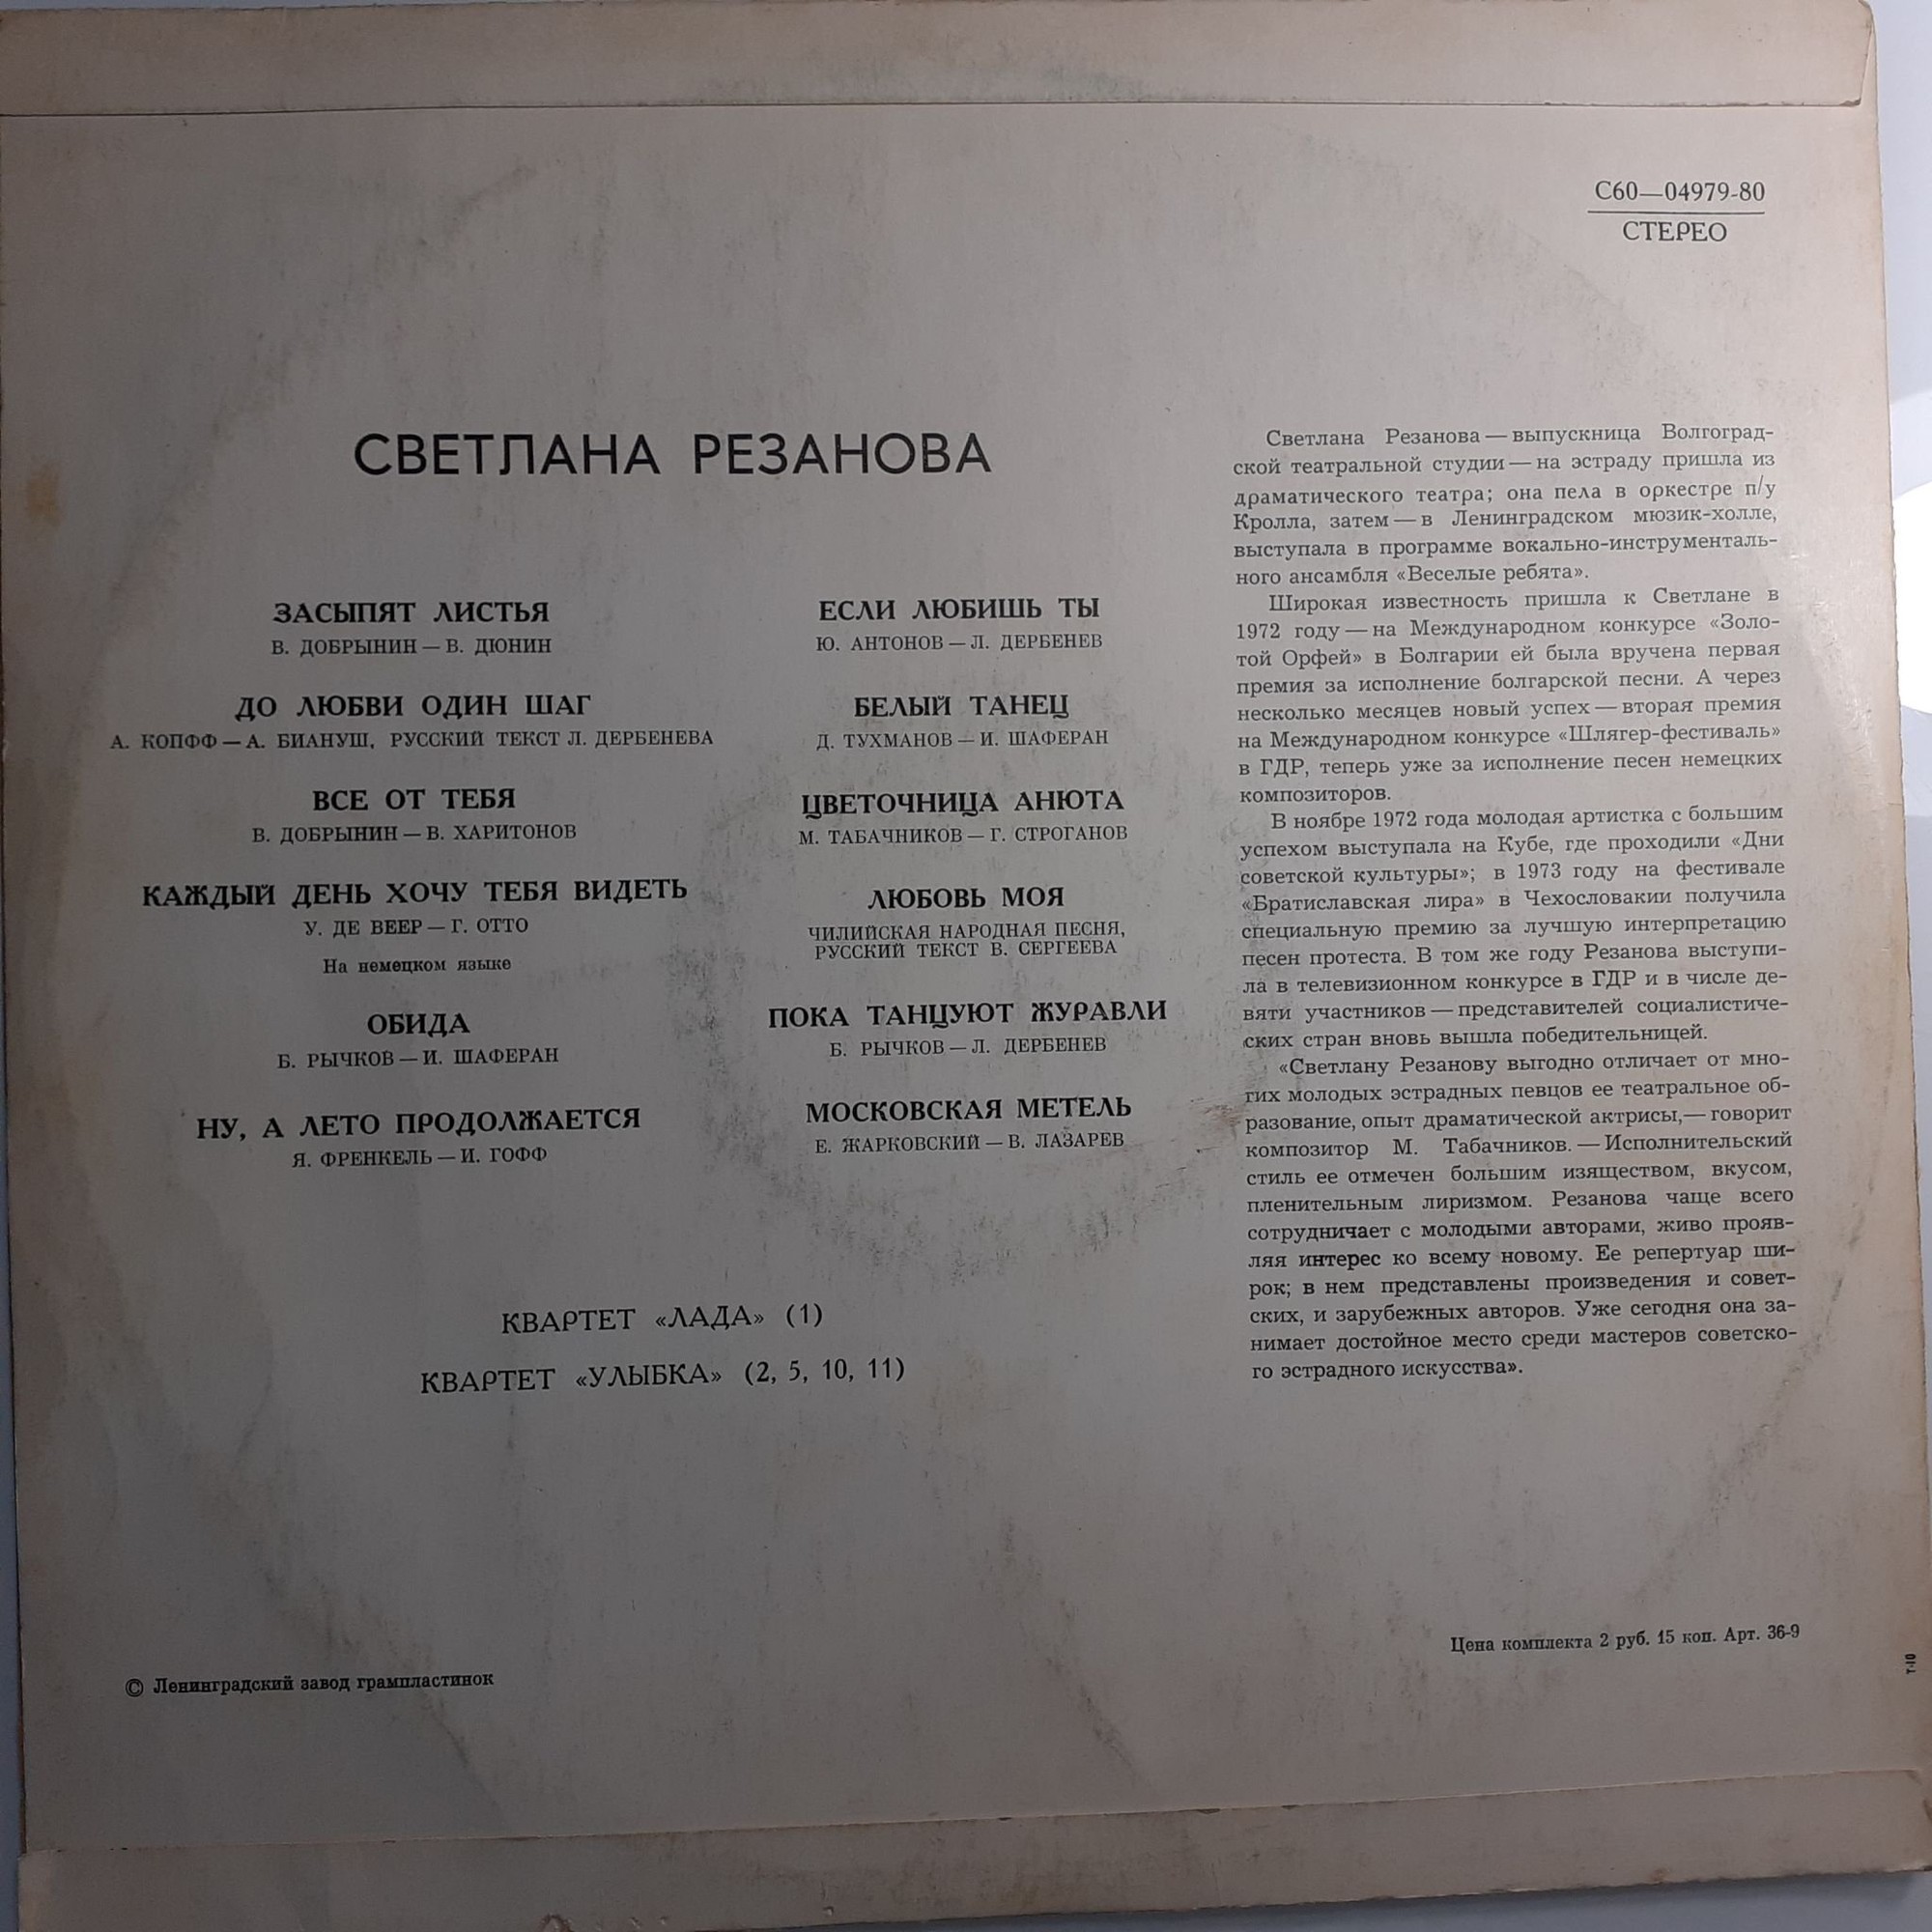 С60—04979-80
СТЕРЕО
СВЕТЛАНА РЕЗАНОВА
ЗАСЫПЯТ ЛИСТЬЯ
В. ДОБРЫНИН — В. ДЮНИН
ДО ЛЮБВИ ОДИН ШАГ
А. КОПФФ — А. БИАНУШ, РУССКИЙ ТЕКСТ Л. ДЕРБЕНЕВА
ВСЕ ОТ ТЕБЯ
В. ДОБРЫНИН — В. ХАРИТОНОВ
КАЖДЫЙ ДЕНЬ ХОЧУ ТЕБЯ ВИДЕТЬ
У. ДЕ ВЕЕР — Г. ОТТО
На немецком языке
ОБИДА
Б. РЫЧКОВ — И. ШАФЕРАН
НУ, А ЛЕТО ПРОДОЛЖАЕТСЯ
Я. ФРЕНКЕЛЬ — И. ГОФФ
ЕСЛИ ЛЮБИШЬ ТЫ
Ю. АНТОНОВ — Л. ДЕРБЕНЕВ
БЕЛЫЙ ТАНЕЦ
Д. ТУХМАНОВ — И. ШАФЕРАН
ЦВЕТОЧНИЦА АНЮТА
М. ТАБАЧНИКОВ — Г. СТРОГАНОВ
ЛЮБОВЬ МОЯ
ЧИЛИЙСКАЯ НАРОДНАЯ ПЕСНЯ,
РУССКИЙ ТЕКСТ В. СЕРГЕЕВА
ПОКА ТАНЦУЮТ ЖУРАВЛИ
Б. РЫЧКОВ — Л. ДЕРБЕНЕВ
МОСКОВСКАЯ МЕТЕЛЬ
Е. ЖАРКОВСКИЙ — В. ЛАЗАРЕВ
КВАРТЕТ «ЛАДА» (1)
КВАРТЕТ «УЛЫБКА» (2, 5, 10, 11)
Светлана Резанова — выпускница Волгоград-
ской театральной студии — на эстраду пришла из
драматического театра; она пела в оркестре п/у
Кролла, затем — в Ленинградском мюзик-холле,
выступала в программе вокально-инструменталь-
ного ансамбля «Веселые ребята».
Широкая известность пришла к Светлане в
1972 году — на Международном конкурсе «Золо-
той Орфей» в Болгарии ей была вручена первая
премия за исполнение болгарской песни. А через
несколько месяцев новый успех — вторая премия
на Международном конкурсе «Шлягер-фестиваль»
в ГДР, теперь уже за исполнение песен немецких
композиторов.
В ноябре 1972 года молодая артистка с большим
успехом выступала на Кубе, где проходили «Дни
советской культуры»; в 1973 году на фестивале
«Братиславская лира» в Чехословакии получила
специальную премию за лучшую интерпретацию
песен протеста. В том же году Резанова выступи-
ла в телевизионном конкурсе в ГДР и в числе де-
вяти участников — представителей социалистиче-
ских стран вновь вышла победительницей.
«Светлану Резанову выгодно отличает от мно-
гих молодых эстрадных певцов ее театральное об-
разование, опыт драматической актрисы,— говорит
композитор М. Табачников. — Исполнительский
стиль ее отмечен большим изяществом, вкусом,
пленительным лиризмом. Резанова чаще всего
сотрудничает с молодыми авторами, живо прояв-
ляя интерес ко всему новому. Ее репертуар ши-
рок; в нем представлены произведения и совет-
ских, и зарубежных авторов. Уже сегодня она за-
нимает достойное место среди мастеров советско-
го эстрадного искусства».
Цена комплекта 2 руб. 15 коп. Арт. 36-9
© Ленинградский завод грампластинок
т-10